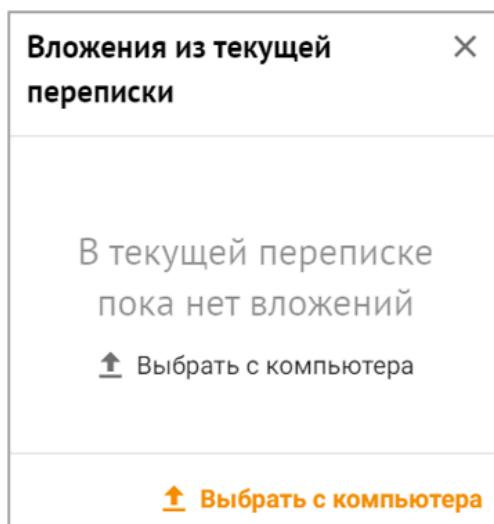 Вложения из текущей
переписки
В текущей переписке
пока нет вложений
Выбрать с компьютера
Выбрать с компьютера